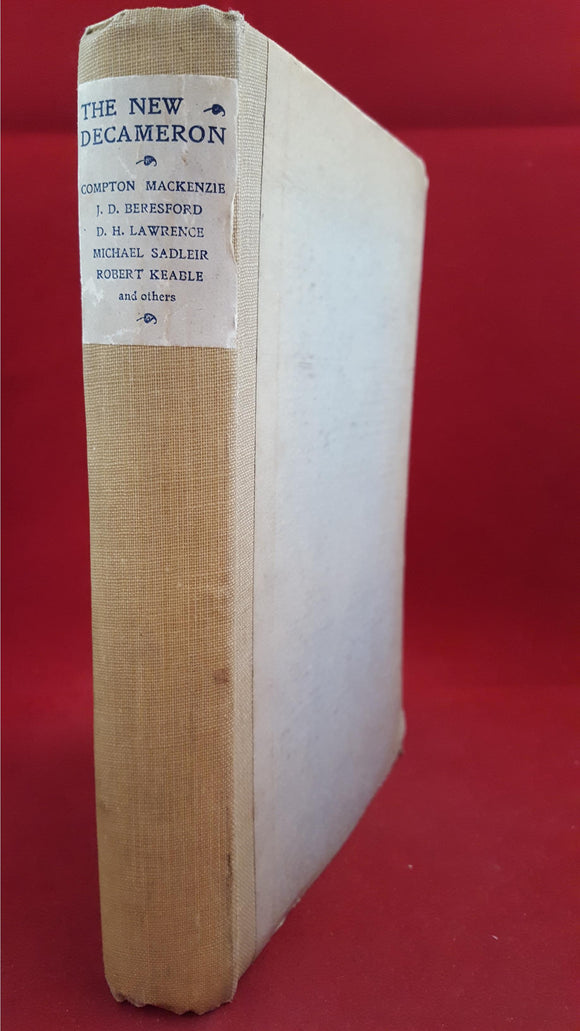 THE NEW
DECAMERON
COMPTON MACKENZIE
J. D. BERESFORD
D. H. LAWRENCE
MICHAEL SADLEIR
ROBERT KEABLE
and others